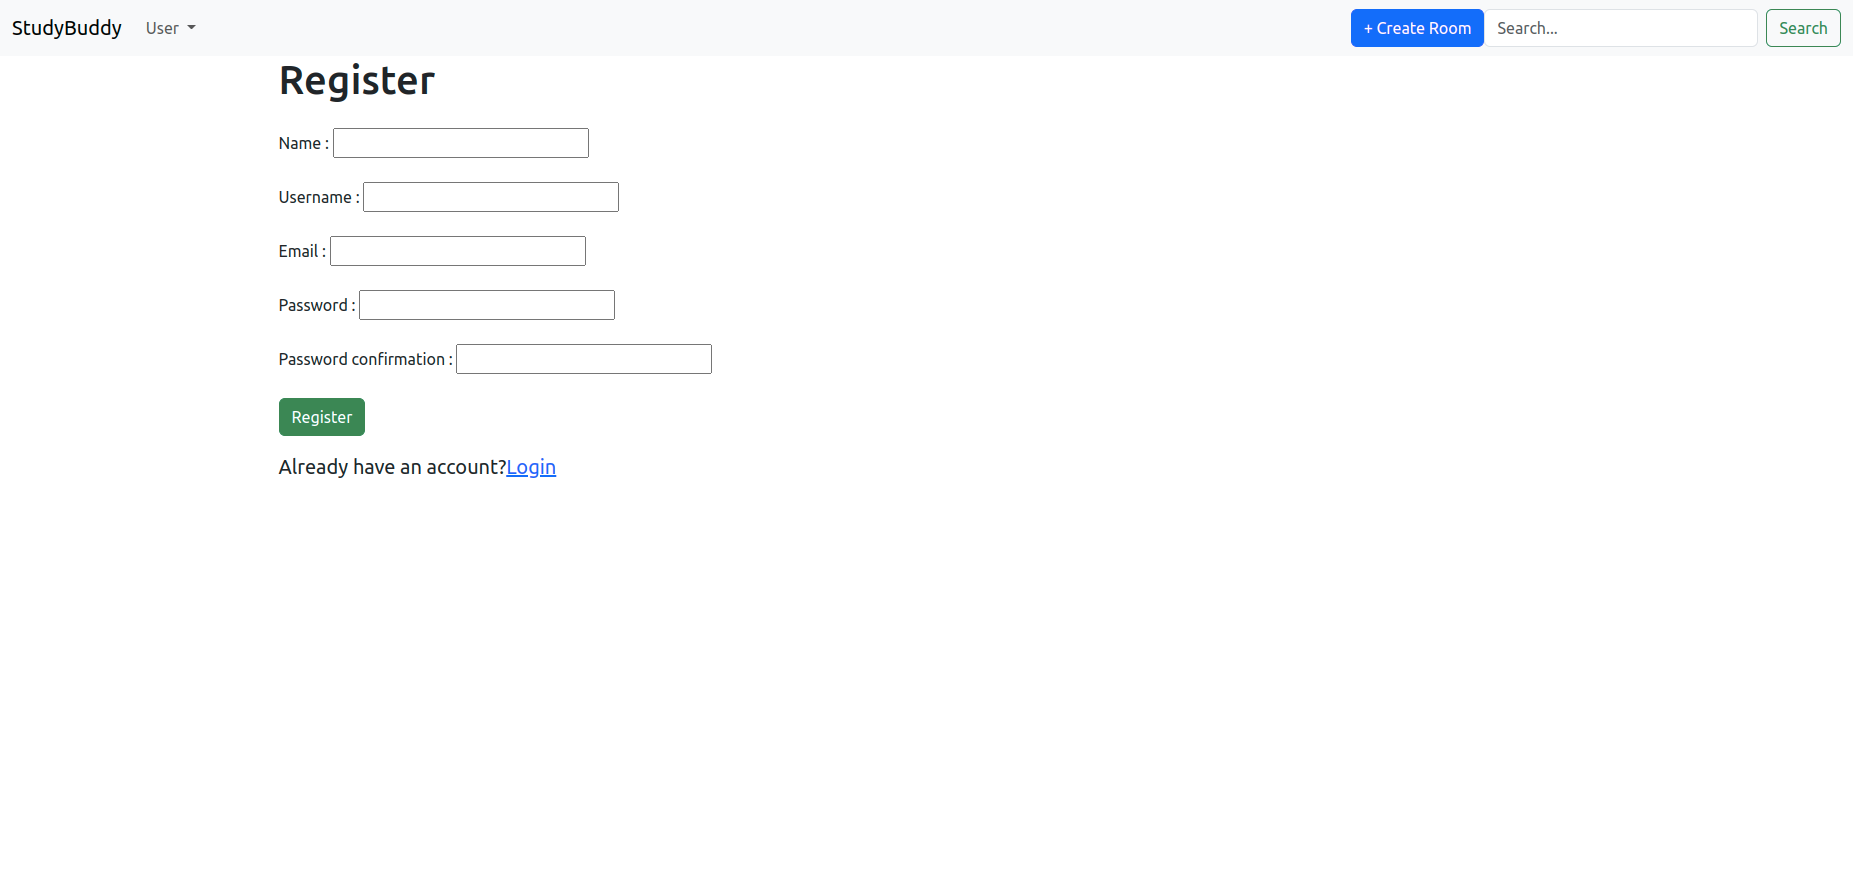 StudyBuddy User + Create Room Search... Search
Register
Name :
Username :
Email :
Password :
Password confirmation :
Register
Already have an account?Login